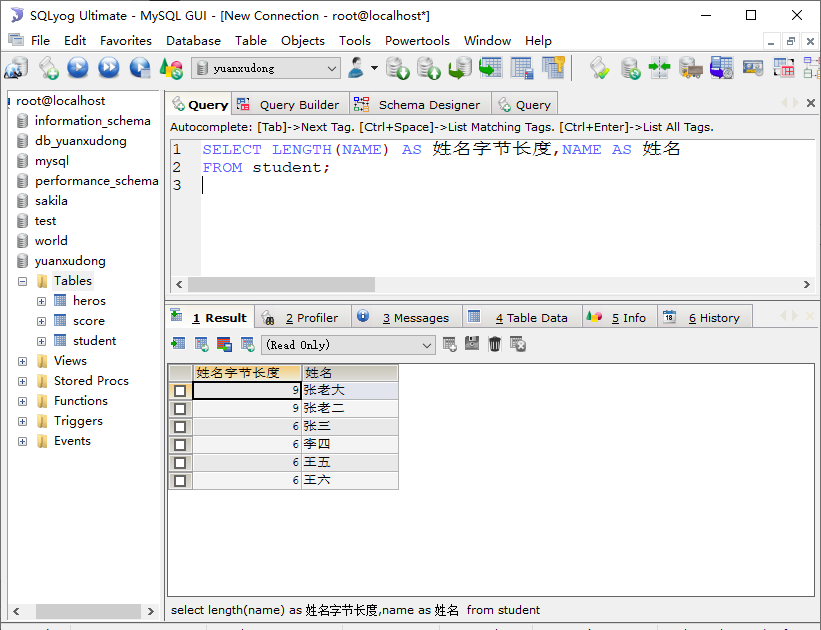 SQLyog Ultimate - MySQL GUI - [New Connection - root@localhost*]
File Edit Favorites Database Table Objects Tools Powertools Window Help
yuanxudong
root@localhost
information_schema
db_yuanxudong
mysql
performance_schema
sakila
test
world
yuanxudong
Tables
heros
score
student
Views
Stored Procs
Functions
Triggers
Events
Query Query Builder Schema Designer Query
Autocomplete: [Tab]->Next Tag. [Ctrl+Space]->List Matching Tags. [Ctrl+Enter]->List All Tags.
1 SELECT LENGTH(NAME) AS 姓名字节长度,NAME AS 姓名
2 FROM student;
3
1 Result 2 Profiler 3 Messages 4 Table Data 5 Info 18 6 History
(Read Only)
姓名字节长度 姓名
9 张老大
9 张老二
6 张三
6 李四
6 王五
6 王六
select length(name) as 姓名字节长度,name as 姓名 from student